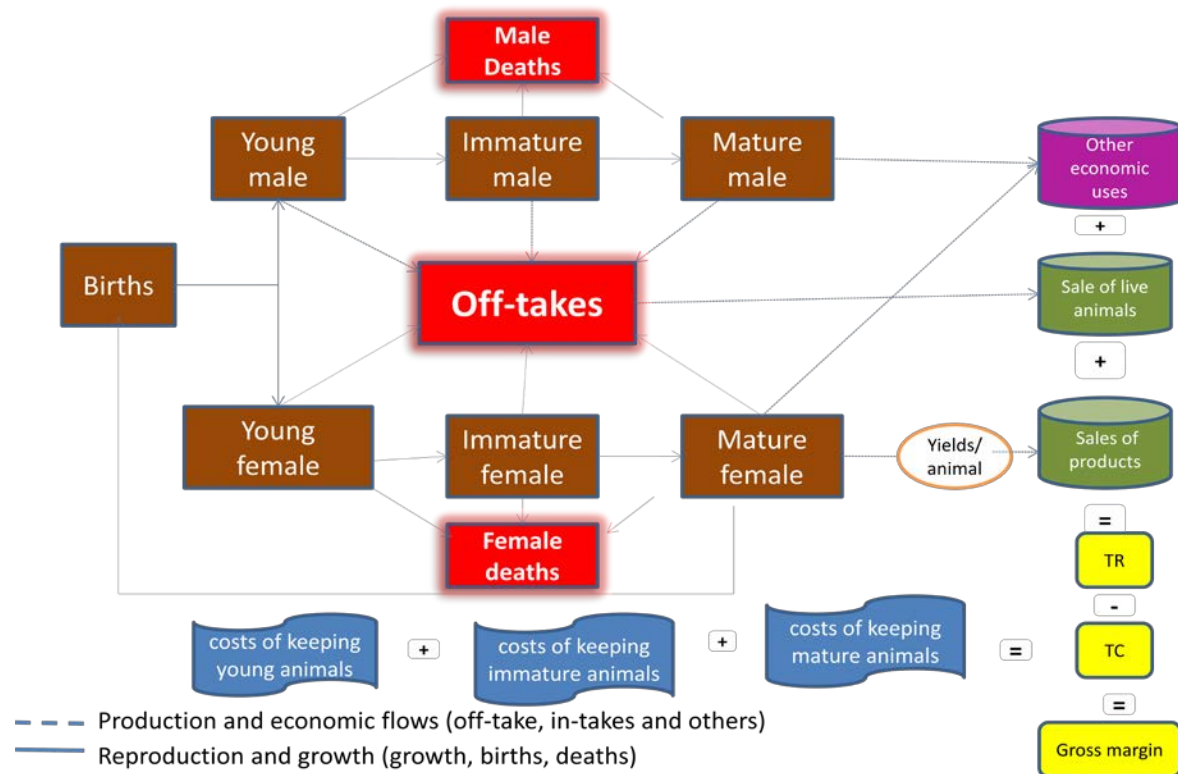 Male
Deaths
Young
male
Immature
male
Mature
male
Other
economic
uses
+
Births
Off-takes
Sale of live
animals
+
Young
female
Immature
female
Mature
female
Yields/
animal
Sales of
products
=
Female
deaths
TR
-
costs of keeping
young animals
+
costs of keeping
immature animals
+
costs of keeping
mature animals
=
TC
=
Gross margin
Production and economic flows (off-take, in-takes and others)
Reproduction and growth (growth, births, deaths)